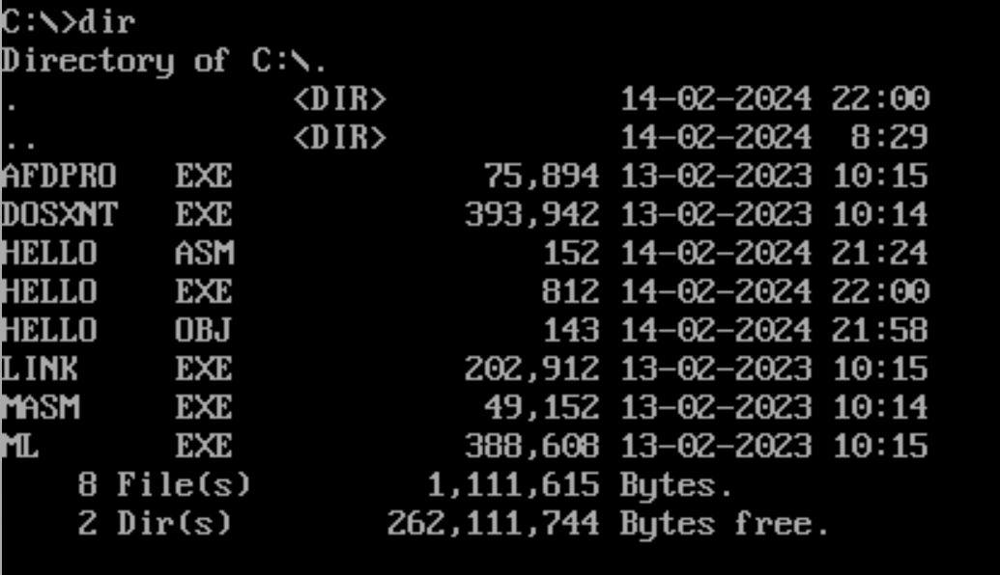 C:\>dir
Directory of C:\.
.              <DIR>            14-02-2024 22:00
..             <DIR>            14-02-2024  8:29
AFDPRO   EXE             75,894 13-02-2023 10:15
DOSXNT   EXE            393,942 13-02-2023 10:14
HELLO    ASM                152 14-02-2024 21:24
HELLO    EXE                812 14-02-2024 22:00
HELLO    OBJ                143 14-02-2024 21:58
LINK     EXE            202,912 13-02-2023 10:15
MASM     EXE             49,152 13-02-2023 10:14
ML       EXE            388,608 13-02-2023 10:15
    8 File(s)         1,111,615 Bytes.
    2 Dir(s)        262,111,744 Bytes free.